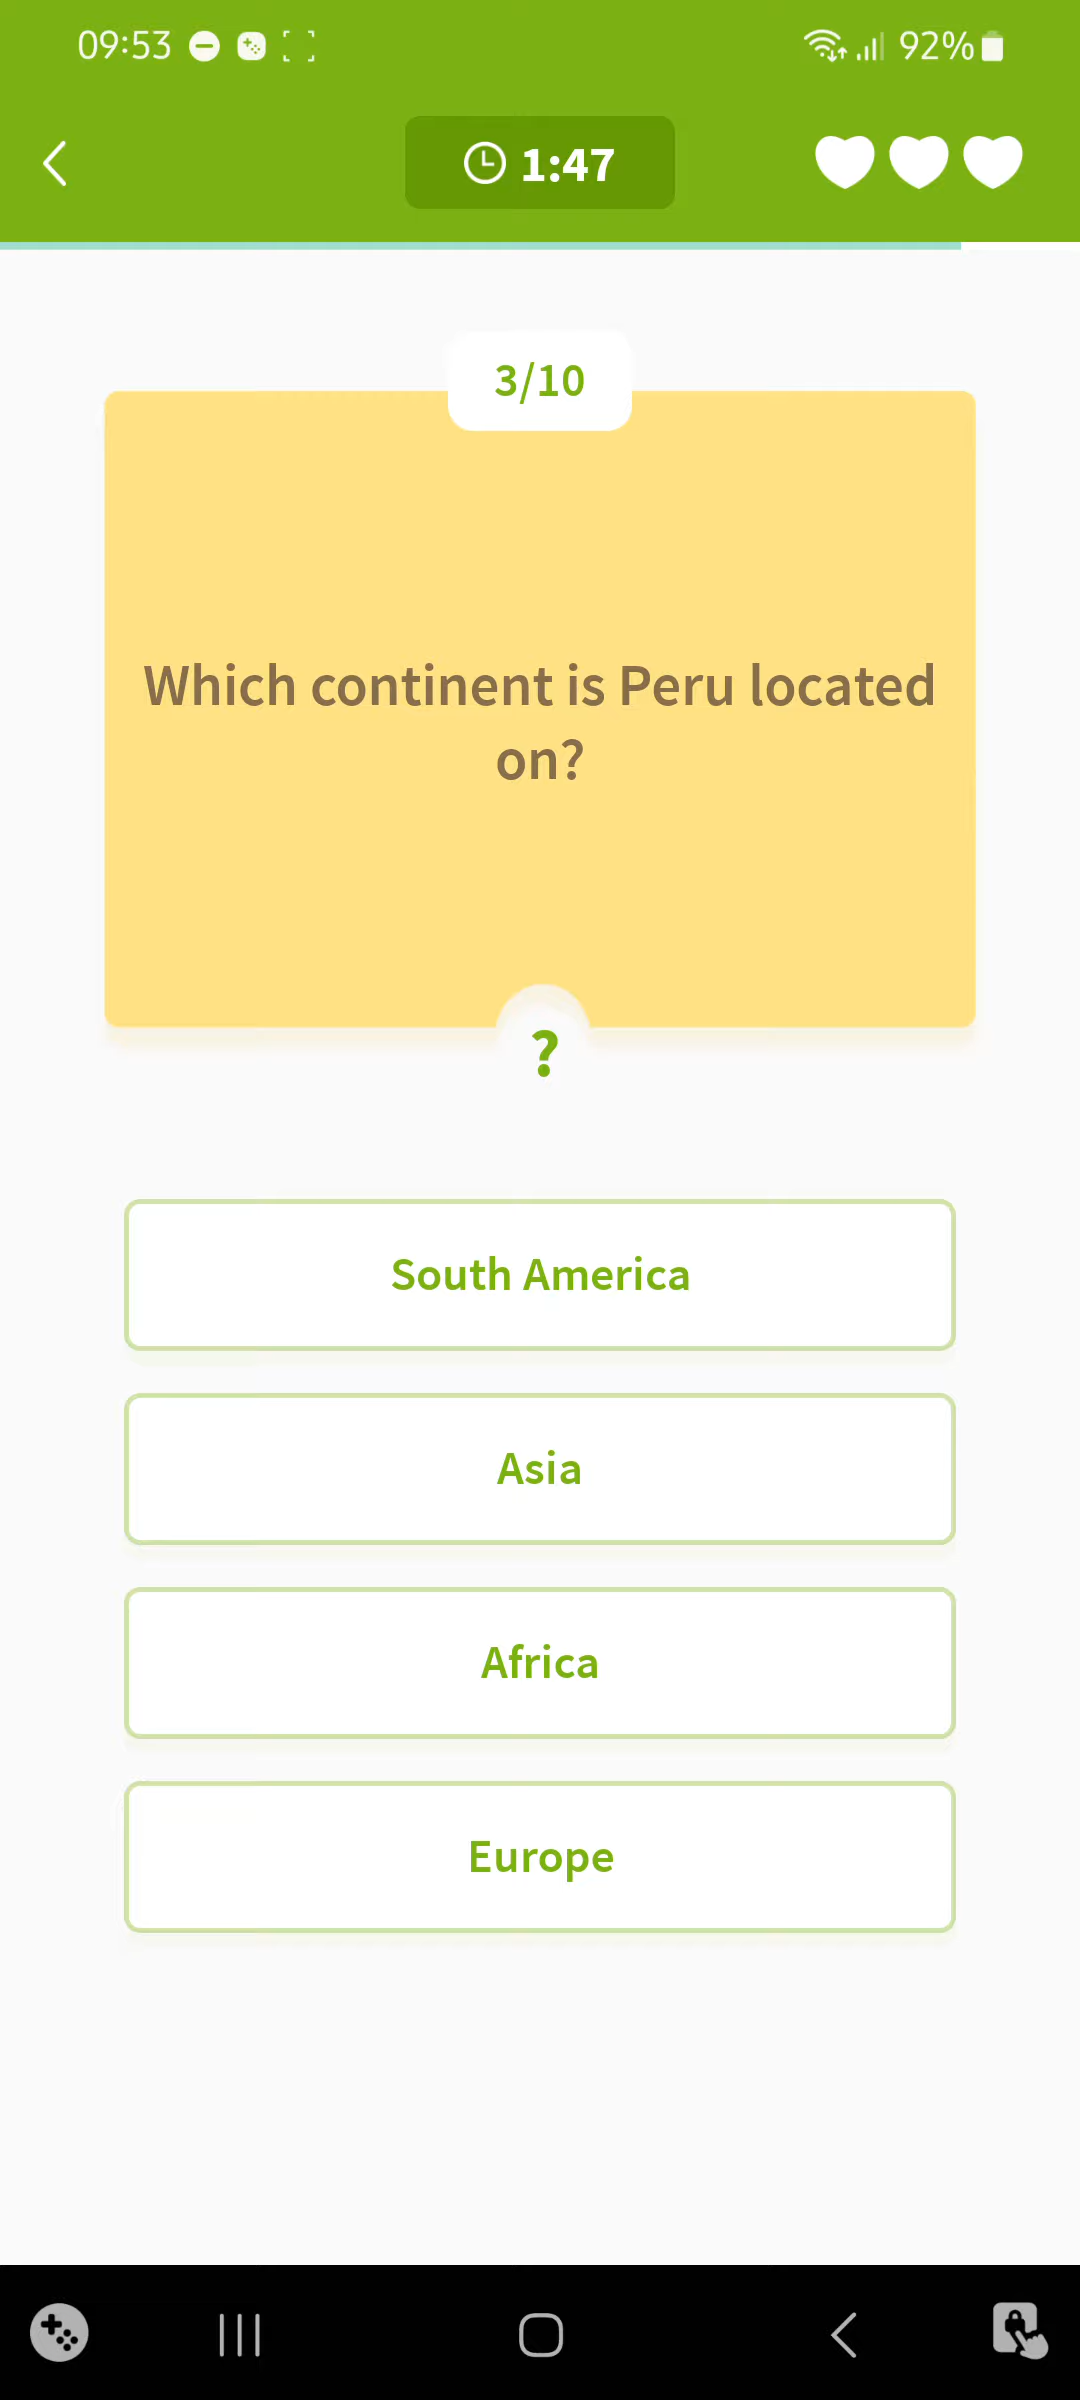 09:53
92%
1:47
3/10
Which continent is Peru located
on?
?
South America
Asia
Africa
Europe